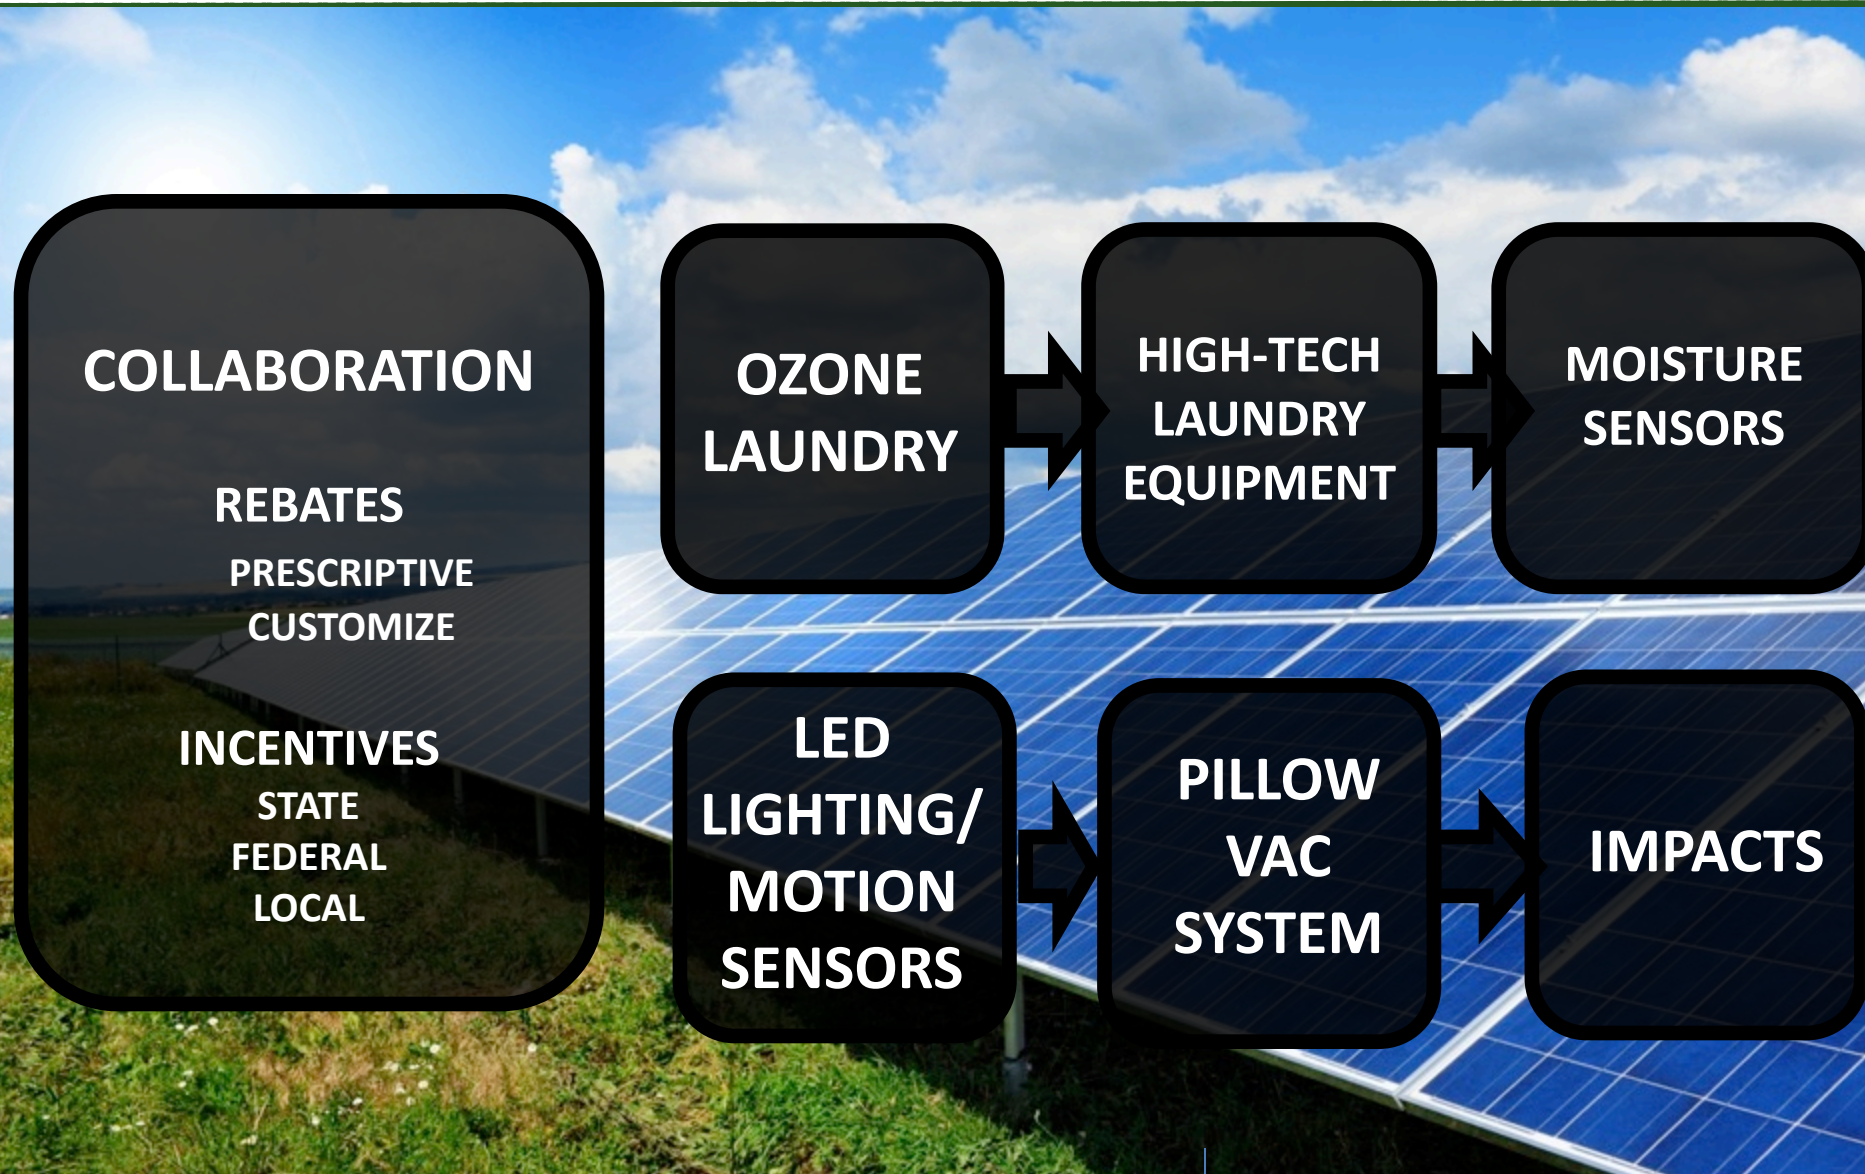 COLLABORATION
REBATES
PRESCRIPTIVE
CUSTOMIZE
INCENTIVES
STATE
FEDERAL
LOCAL
OZONE
LAUNDRY
HIGH-TECH
LAUNDRY
EQUIPMENT
MOISTURE
SENSORS
LED
LIGHTING/
MOTION
SENSORS
PILLOW
VAC
SYSTEM
IMPACTS